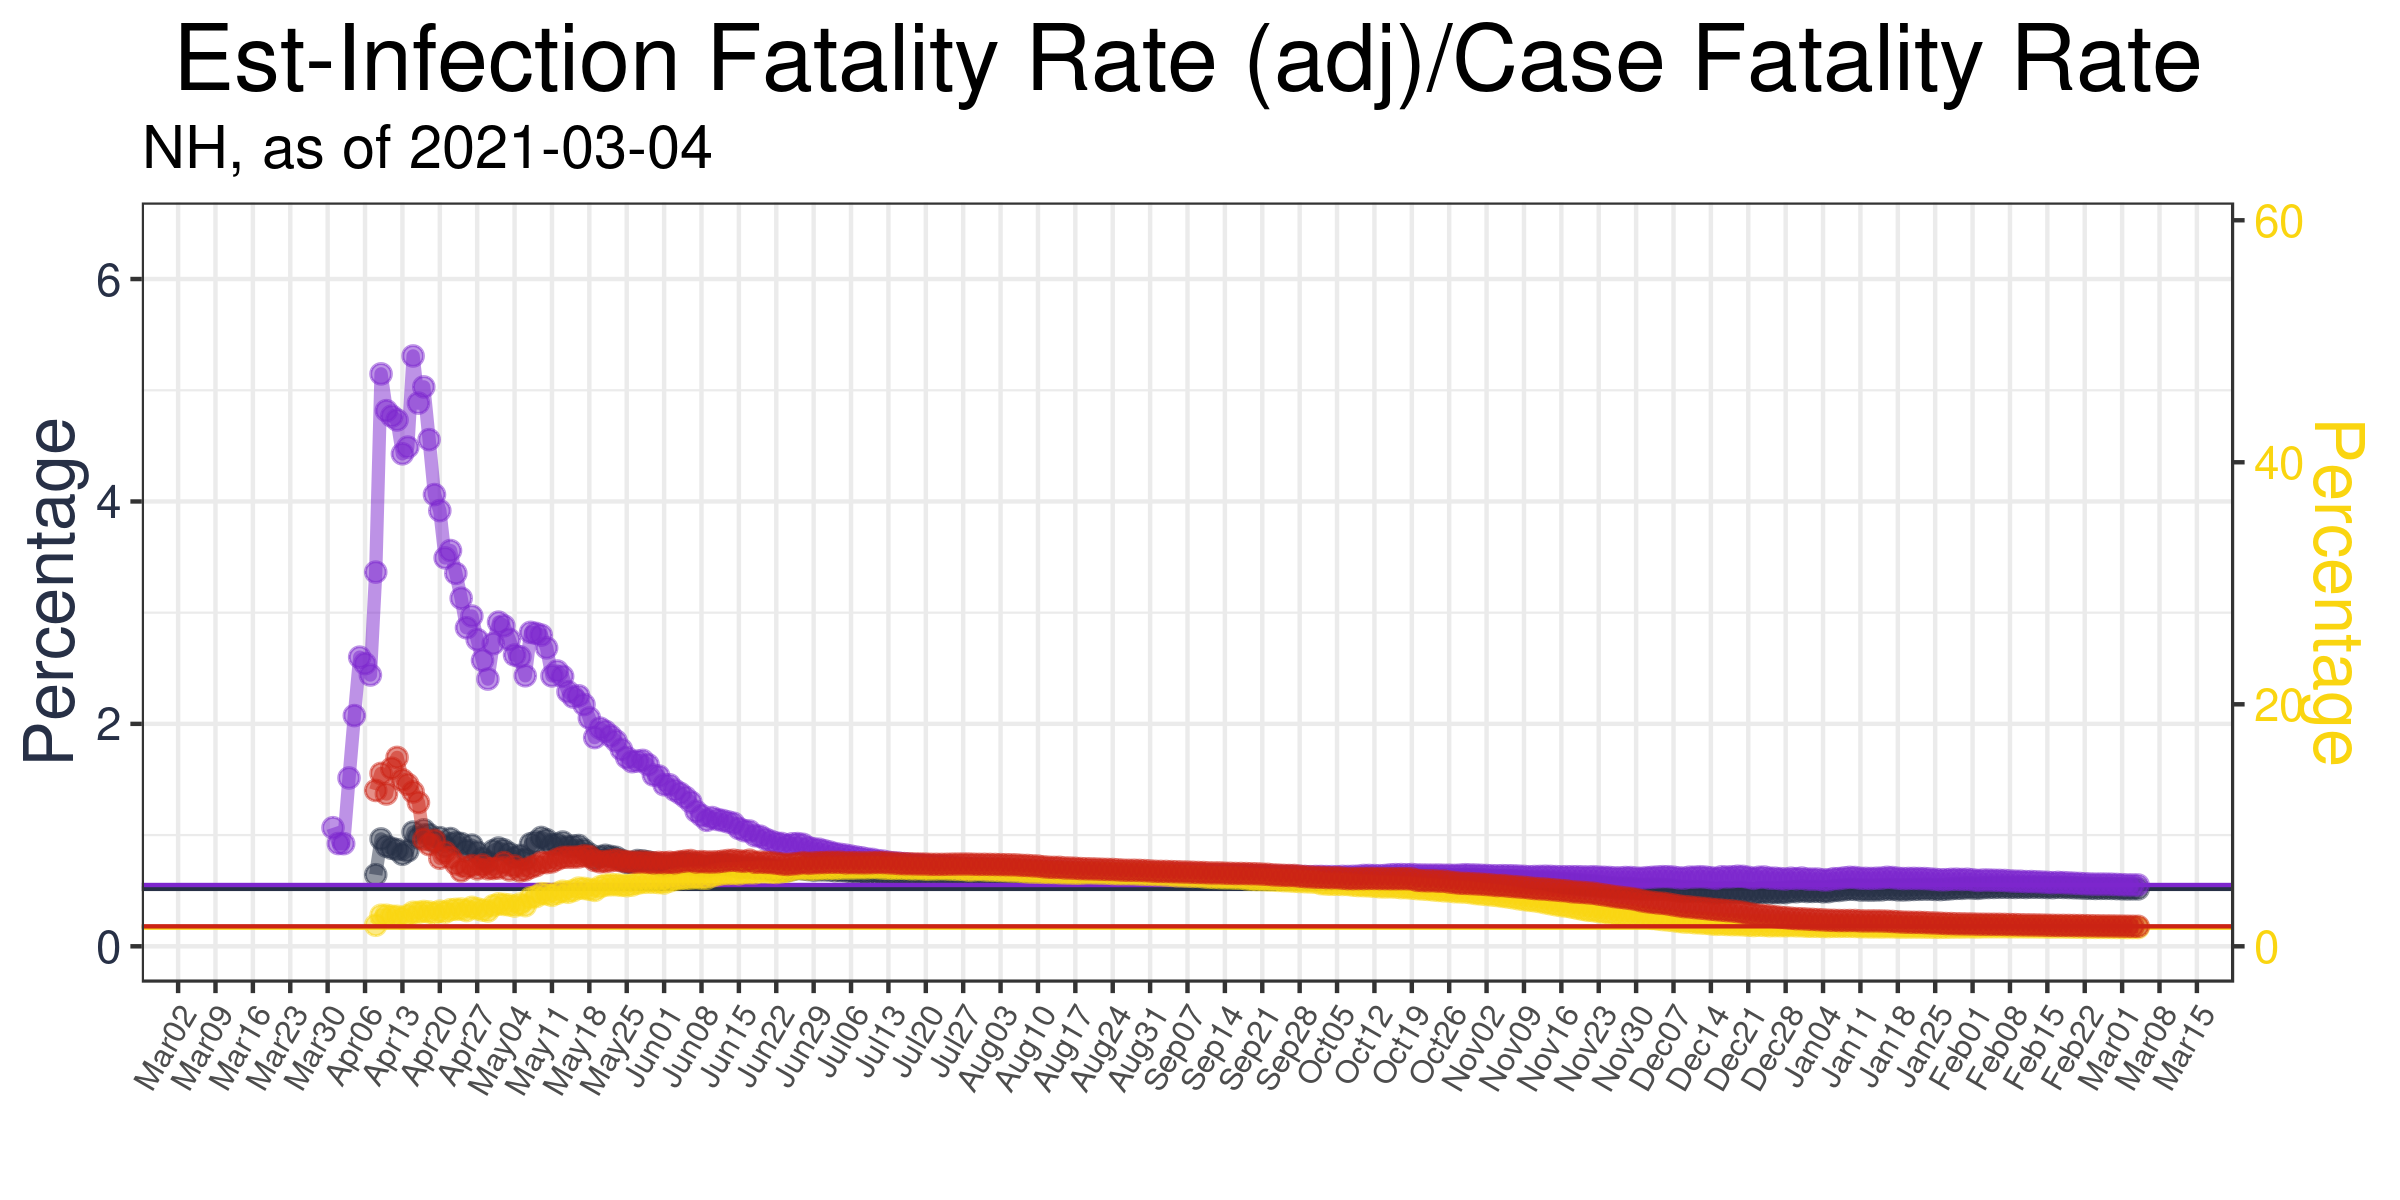 Est-Infection Fatality Rate (adj)/Case Fatality Rate
NH, as of 2021-03-04
Percentage
6
4
2
0
60
40
20
0
Percentage
Mar02
Mar09
Mar16
Mar23
Mar30
Apr06
Apr13
Apr20
Apr27
May04
May11
May18
May25
Jun01
Jun08
Jun15
Jun22
Jun29
Jul06
Jul13
Jul20
Jul27
Aug03
Aug10
Aug17
Aug24
Aug31
Sep07
Sep14
Sep21
Sep28
Oct05
Oct12
Oct19
Oct26
Nov02
Nov09
Nov16
Nov23
Nov30
Dec07
Dec14
Dec21
Dec28
Jan04
Jan11
Jan18
Jan25
Feb01
Feb08
Feb15
Feb22
Mar01
Mar08
Mar15